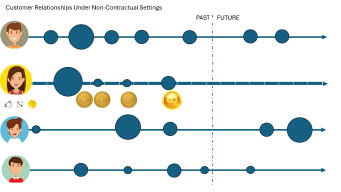 Customer Relationships Under Non-Contractual Settings
PAST FUTURE